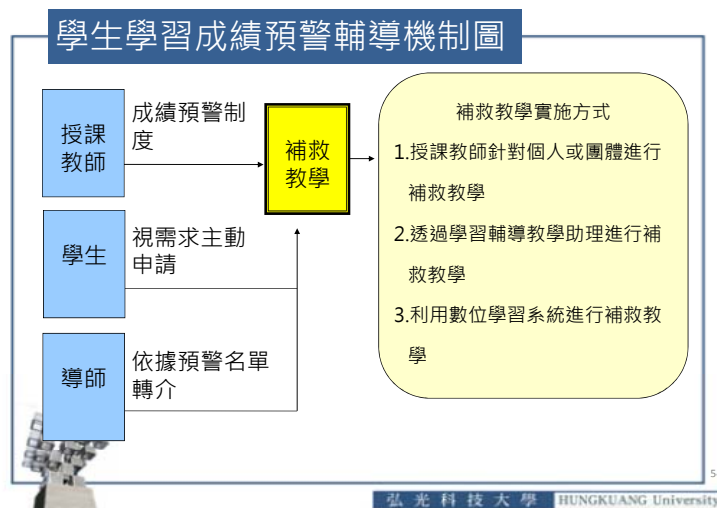 學生學習成績預警輔導機制圖
授課
教師
成績預警制
度
補救
教學
學生
視需求主動
申請
導師
依據預警名單
轉介
補救教學實施方式
1.授課教師針對個人或團體進行
補救教學
2.透過學習輔導教學助理進行補
救教學
3.利用數位學習系統進行補救教
學
5
弘光科技大學 HUNGKUANG University